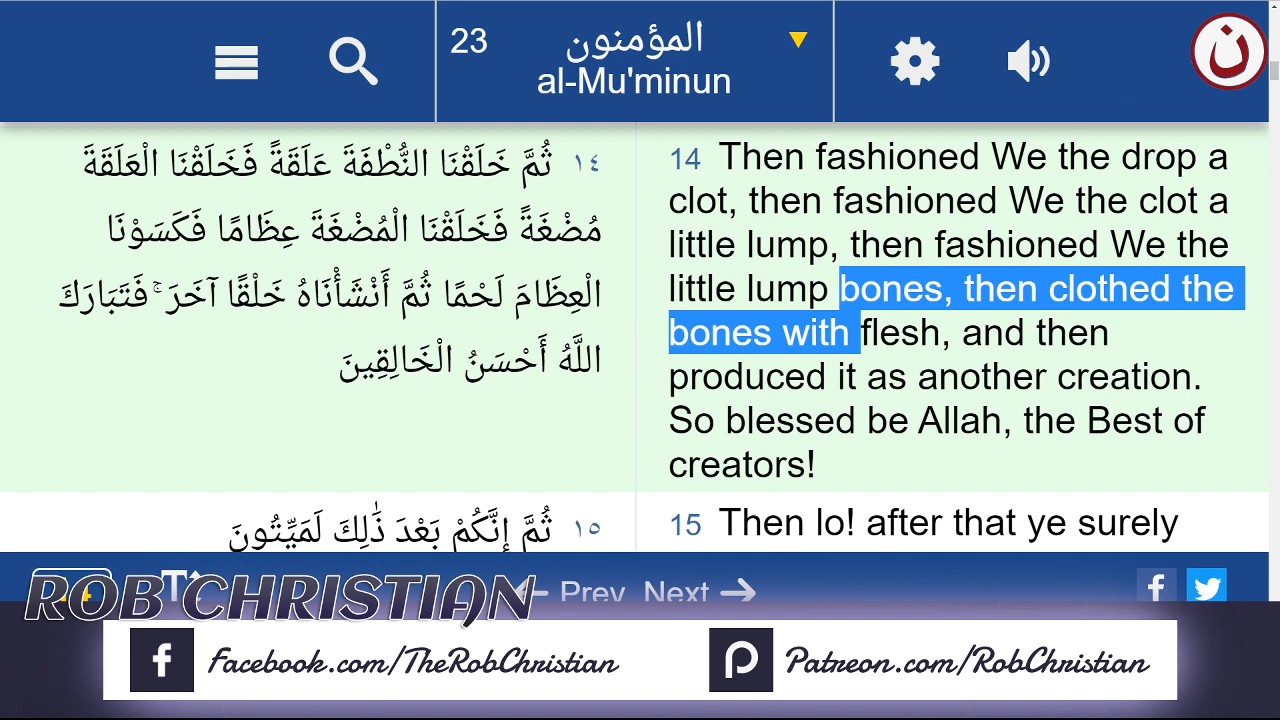 23
المؤمنون
al-Mu'minun
ن
١٤ ثُمَّ خَلَقْنَا النُّطْفَةَ عَلَقَةً فَخَلَقْنَا الْعَلَقَةَ
مُضْغَةً فَخَلَقْنَا الْمُضْغَةَ عِظَامًا فَكَسَوْنَا
الْعِظَامَ لَحْمًا ثُمَّ أَنْشَأْنَاهُ خَلْقًا آخَرَ ۚ فَتَبَارَكَ
اللَّهُ أَحْسَنُ الْخَالِقِينَ
14 Then fashioned We the drop a
clot, then fashioned We the clot a
little lump, then fashioned We the
little lump bones, then clothed the
bones with flesh, and then
produced it as another creation.
So blessed be Allah, the Best of
creators!
١٥ ثُمَّ إِنَّكُمْ بَعْدَ ذَٰلِكَ لَمَيِّتُونَ
15 Then lo! after that ye surely
Prev Next
ROB CHRISTIAN
Facebook.com/TheRobChristian
Patreon.com/RobChristian